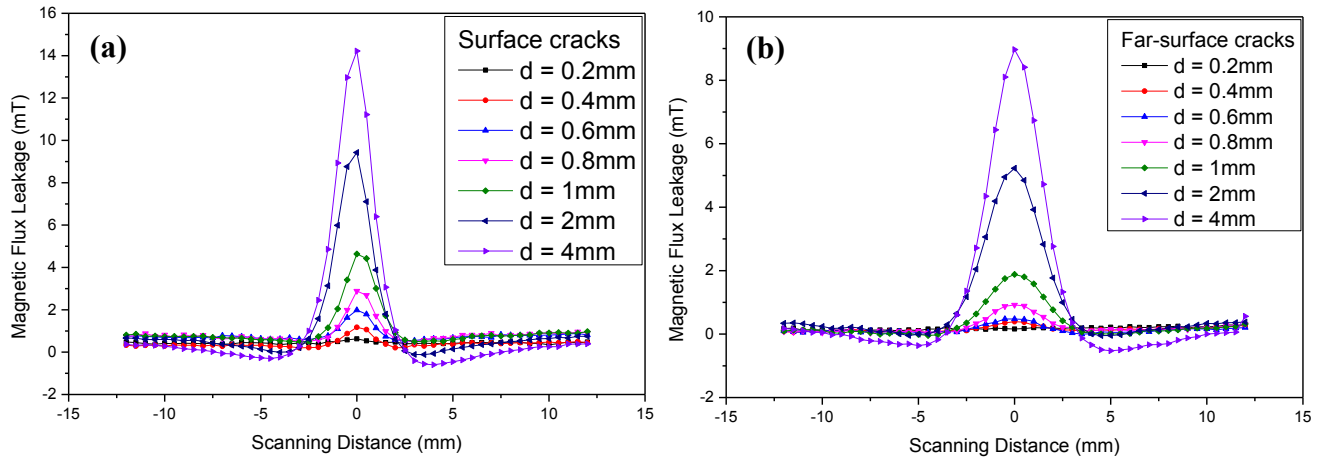 (a)
Surface cracks
d = 0.2mm
d = 0.4mm
d = 0.6mm
d = 0.8mm
d = 1mm
d = 2mm
d = 4mm
Magnetic Flux Leakage (mT)
16
14
12
10
8
6
4
2
0
-2
-15 -10 -5 0 5 10 15
Scanning Distance (mm)
(b)
Far-surface cracks
d = 0.2mm
d = 0.4mm
d = 0.6mm
d = 0.8mm
d = 1mm
d = 2mm
d = 4mm
Magnetic Flux Leakage (mT)
10
8
6
4
2
0
-2
-15 -10 -5 0 5 10 15
Scanning Distance (mm)